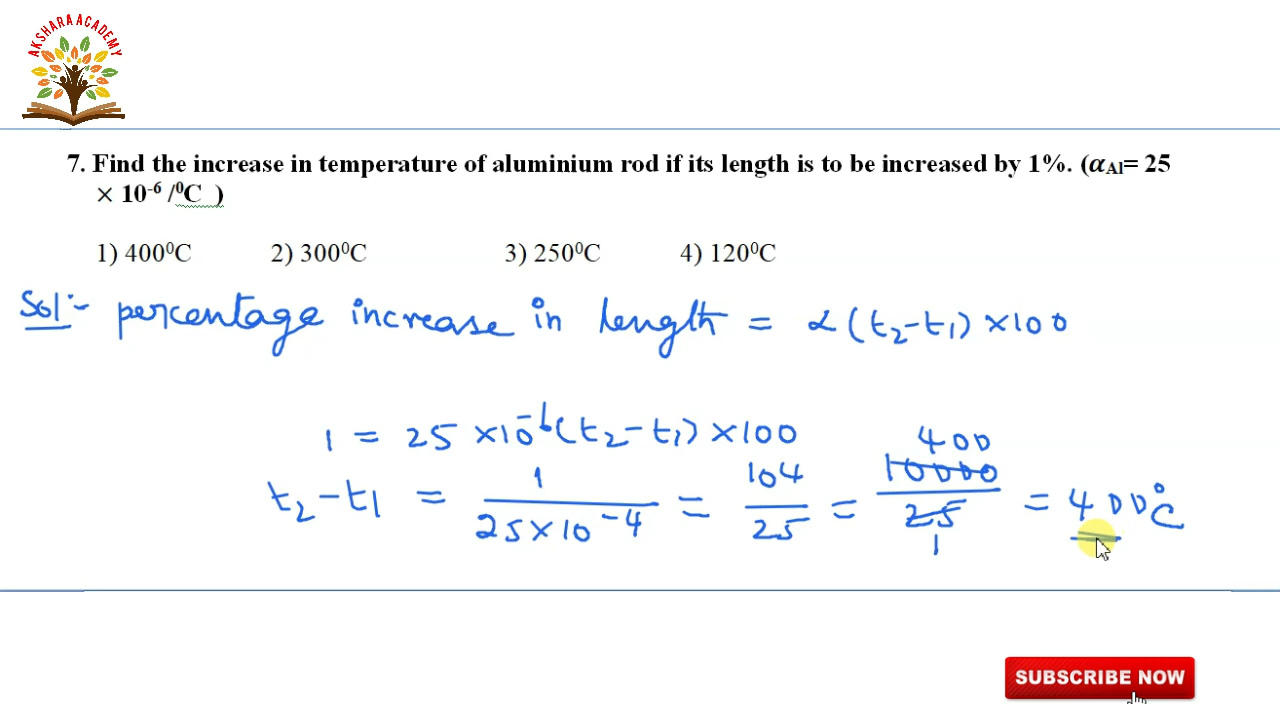 AKSHARA ACADEMY
7. Find the increase in temperature of aluminium rod if its length is to be increased by 1%. (αAl= 25
× 10⁻⁶ /⁰C )
1) 400⁰C 2) 300⁰C 3) 250⁰C 4) 120⁰C
Sol:- percentage increase in length = α (t₂-t₁) ×100
1 = 25 ×10⁻⁶ (t₂-t₁) ×100
t₂-t₁ = 1/(25×10⁻⁴) = 10⁴/25 = 10000/25 = 400°C
400
1
SUBSCRIBE NOW